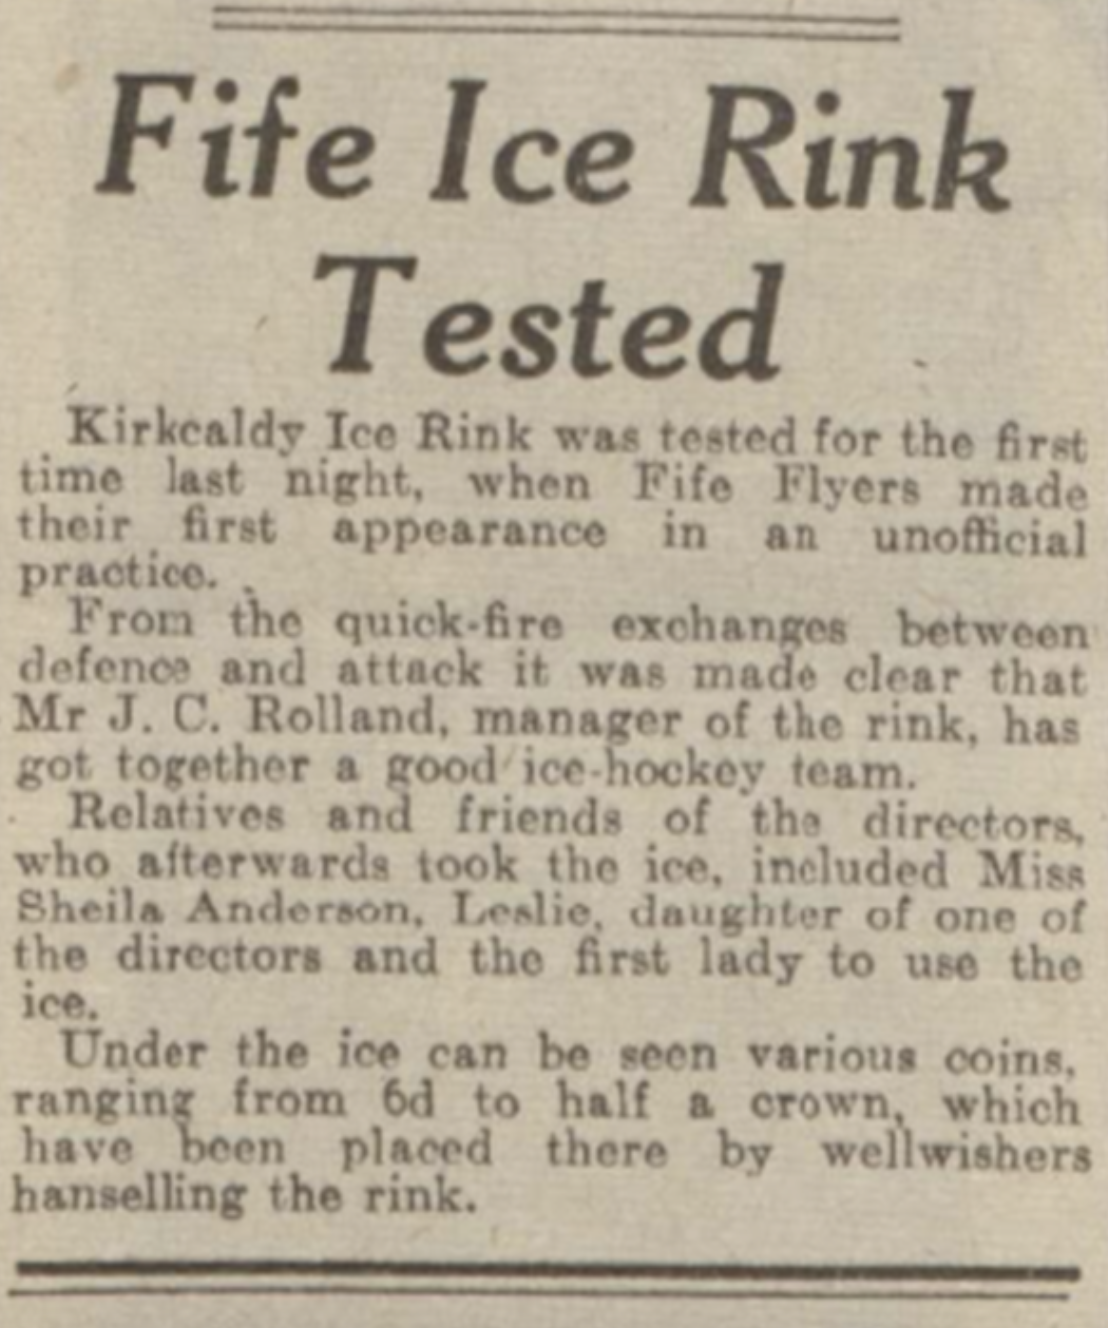 Fife Ice Rink
Tested
Kirkcaldy Ice Rink was tested for the first
time last night, when Fife Flyers made
their first appearance in an unofficial
practice.
From the quick-fire exchanges between
defence and attack it was made clear that
Mr J. C. Rolland, manager of the rink, has
got together a good ice-hockey team.
Relatives and friends of the directors,
who afterwards took the ice, included Miss
Sheila Anderson, Leslie, daughter of one of
the directors and the first lady to use the
ice.
Under the ice can be seen various coins,
ranging from 6d to half a crown, which
have been placed there by wellwishers
hanselling the rink.